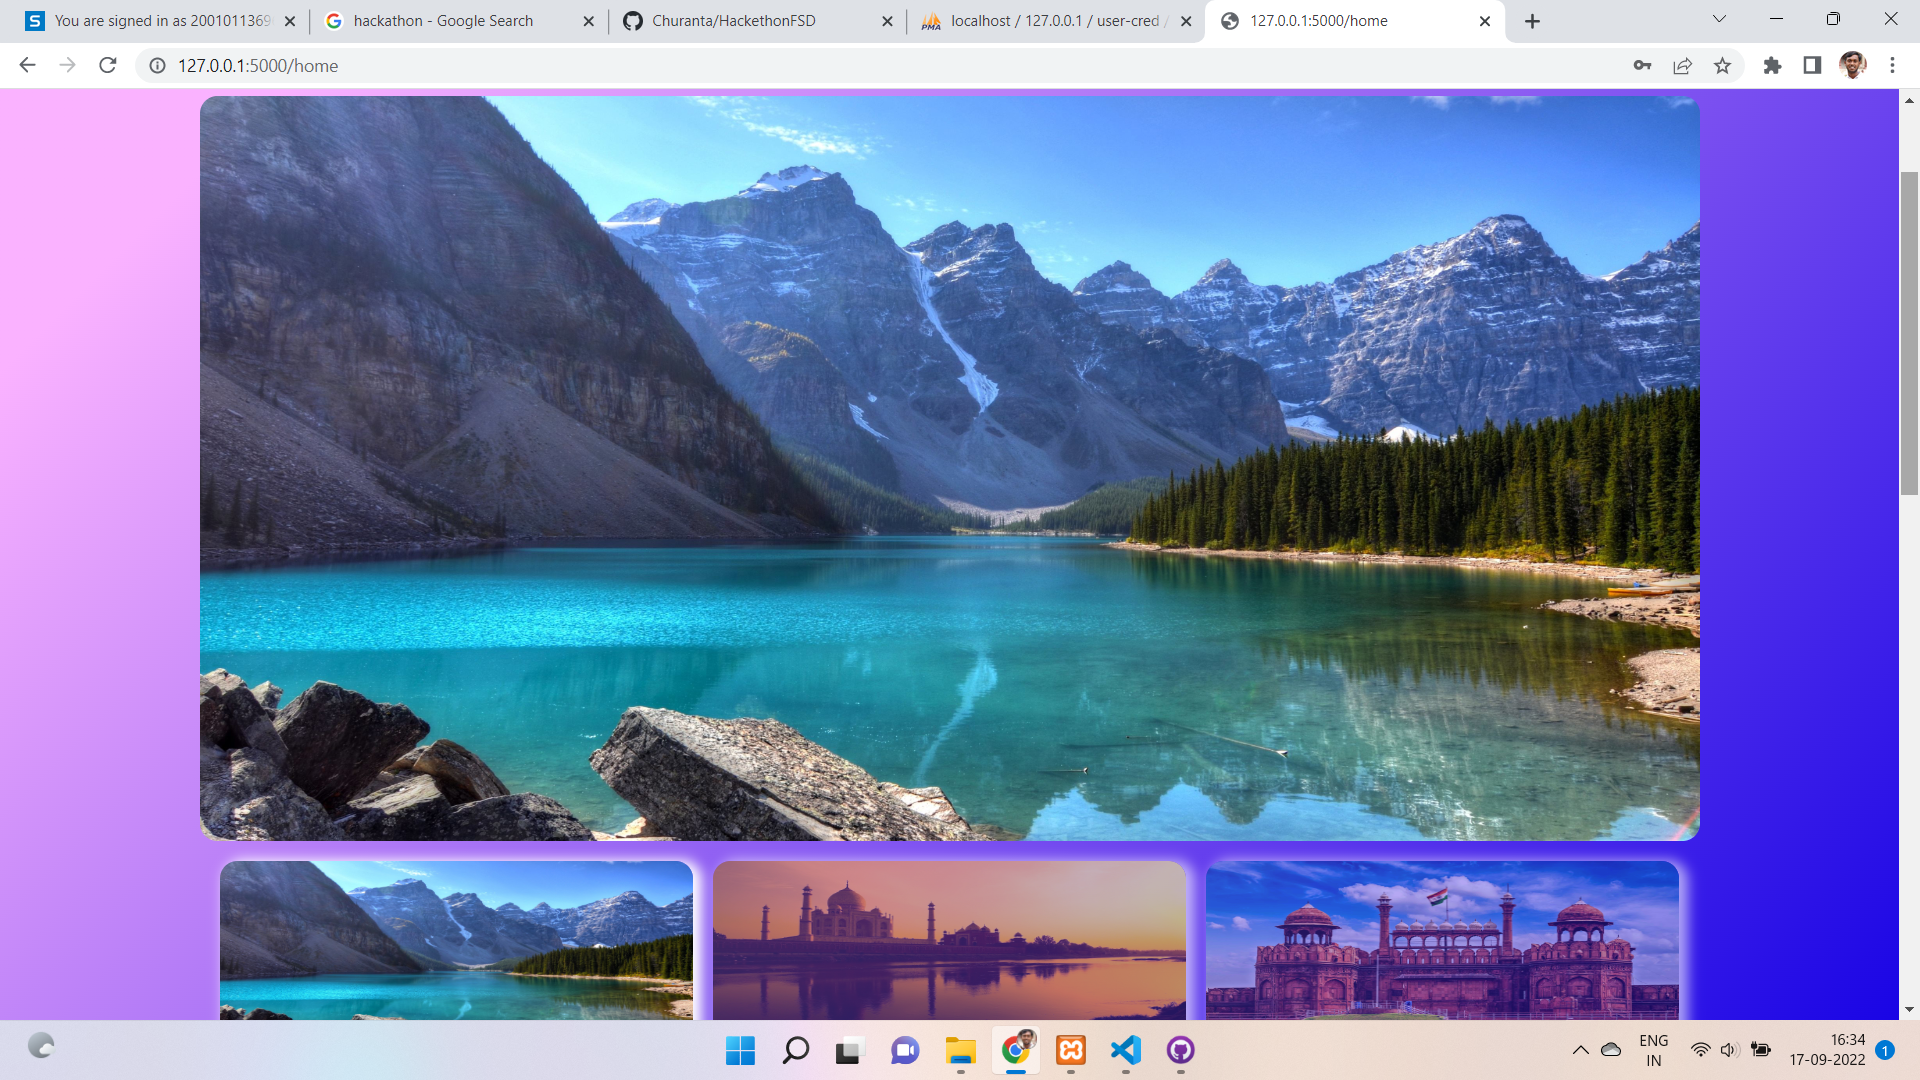 You are signed in as 2001011369
hackathon - Google Search
Churanta/HackethonFSD
PMA
localhost / 127.0.0.1 / user-cred /
127.0.0.1:5000/home
127.0.0.1:5000/home
ENG
IN
16:34
17-09-2022
1